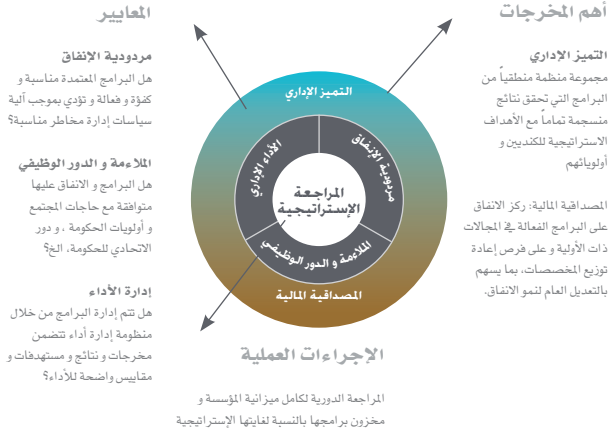 أهم المخرجات
التميز الإداري
مجموعة منظمة منطقياً من
البرامج التي تحقق نتائج
منسجمة تماماً مع الأهداف
الاستراتيجية للكنديين و
أولوياتهم
المصداقية المالية: ركز الانفاق
على البرامج الفعالة في المجالات
ذات الأولية و على فرص إعادة
توزيع المخصصات، بما يسهم
بالتعديل العام لنمو الانفاق.
التميز الإداري
مردودية الإنفاق
الأداء الإداري
المراجعة
الإستراتيجية
الملاءمة و الدور الوظيفي
المصداقية المالية
المعايير
مردودية الإنفاق
هل البرامج المعتمدة مناسبة و
كفؤة و فعالة و تؤدي بموجب آلية
سياسات إدارة مخاطر مناسبة؟
الملاءمة و الدور الوظيفي
هل البرامج و الانفاق عليها
متوافقة مع حاجات المجتمع
و أولويات الحكومة ، و دور
الاتحادي للحكومة، الخ؟
إدارة الأداء
هل تتم إدارة البرامج من خلال
منظومة إدارة أداء تتضمن
مخرجات و نتائج و مستهدفات و
مقاييس واضحة للأداء؟
الإجراءات العملية
المراجعة الدورية لكامل ميزانية المؤسسة و
مخزون برامجها بالنسبة لغايتها الإستراتيجية